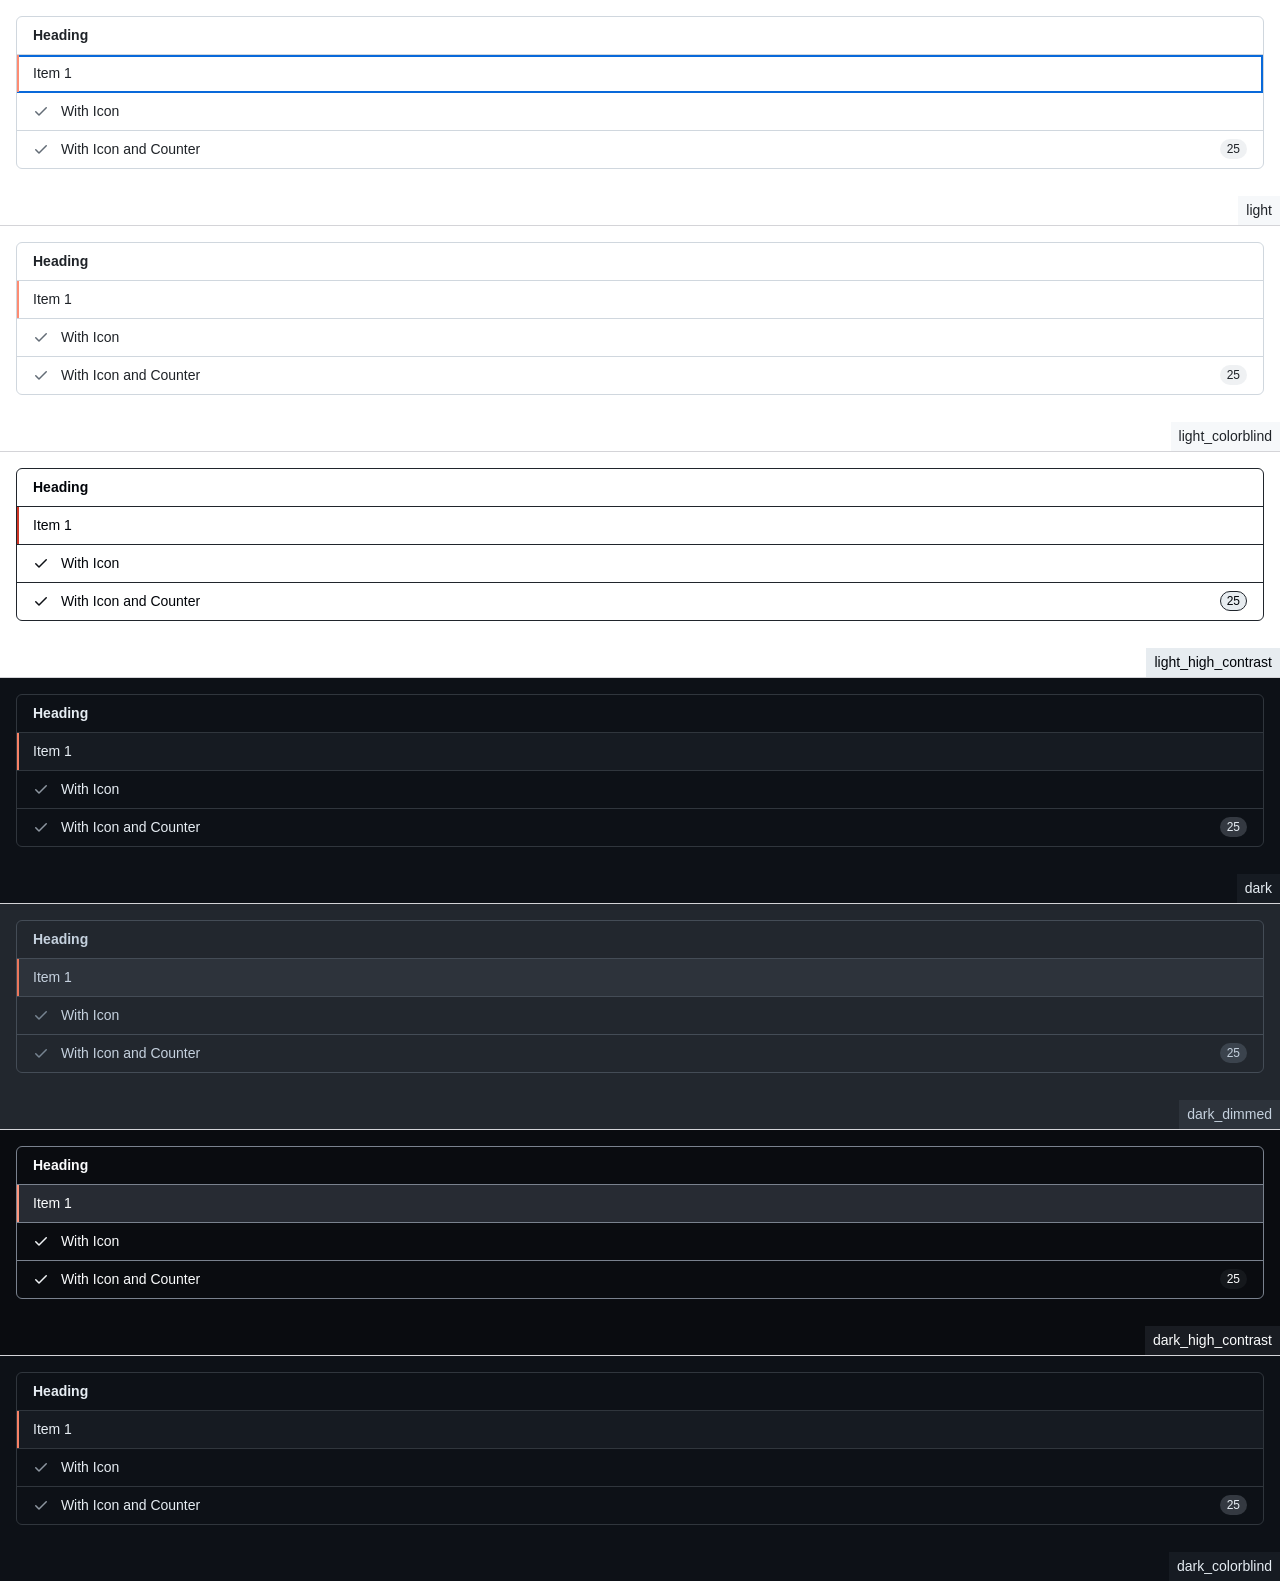 Heading
Item 1
With Icon
With Icon and Counter 25
light
Heading
Item 1
With Icon
With Icon and Counter 25
light_colorblind
Heading
Item 1
With Icon
With Icon and Counter 25
light_high_contrast
Heading
Item 1
With Icon
With Icon and Counter 25
dark
Heading
Item 1
With Icon
With Icon and Counter 25
dark_dimmed
Heading
Item 1
With Icon
With Icon and Counter 25
dark_high_contrast
Heading
Item 1
With Icon
With Icon and Counter 25
dark_colorblind